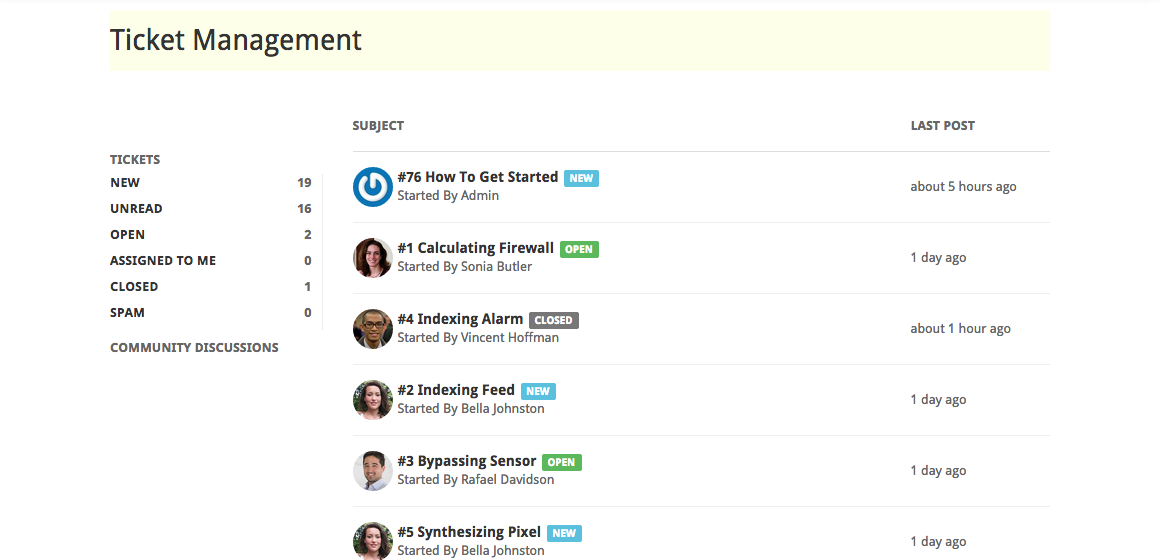 Ticket Management
SUBJECT LAST POST
TICKETS
NEW 19
UNREAD 16
OPEN 2
ASSIGNED TO ME 0
CLOSED 1
SPAM 0
COMMUNITY DISCUSSIONS
#76 How To Get Started NEW
Started By Admin
about 5 hours ago
#1 Calculating Firewall OPEN
Started By Sonia Butler
1 day ago
#4 Indexing Alarm CLOSED
Started By Vincent Hoffman
about 1 hour ago
#2 Indexing Feed NEW
Started By Bella Johnston
1 day ago
#3 Bypassing Sensor OPEN
Started By Rafael Davidson
1 day ago
#5 Synthesizing Pixel NEW
Started By Bella Johnston
1 day ago